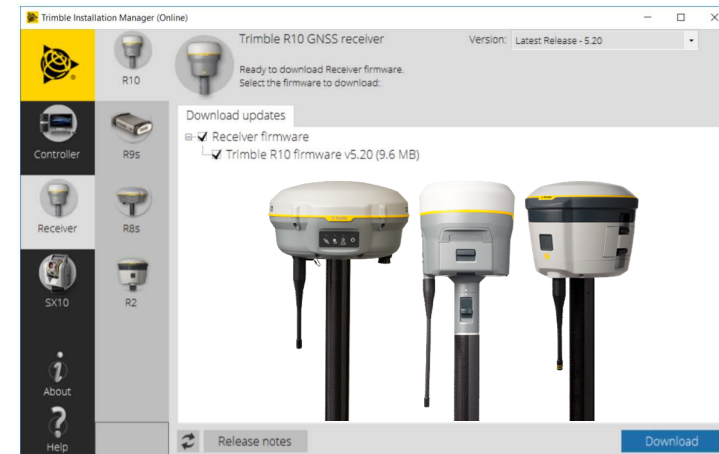 Trimble Installation Manager (Online)
Trimble R10 GNSS receiver
Version:
Latest Release - 5.20
Ready to download Receiver firmware.
Select the firmware to download:
R10
Download updates
Receiver firmware
Trimble R10 firmware v5.20 (9.6 MB)
Controller
R9s
Receiver
R8s
SX10
R2
About
Help
Release notes
Download